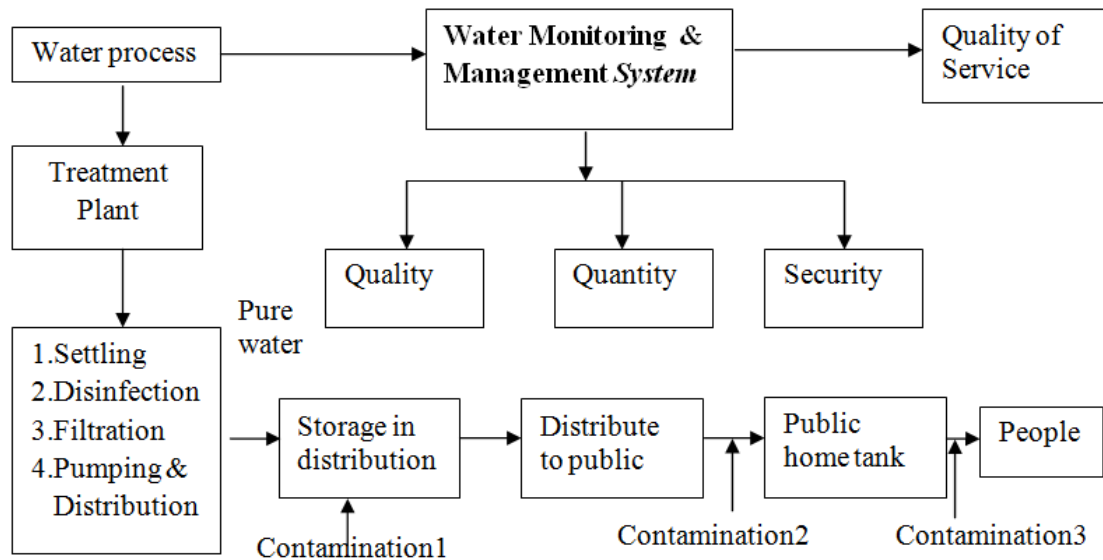 Water process
Water Monitoring &
Management System
Quality of
Service
Treatment
Plant
Quality
Quantity
Security
Pure
water
1.Settling
2.Disinfection
3.Filtration
4.Pumping &
Distribution
Storage in
distribution
Distribute
to public
Public
home tank
People
Contamination1
Contamination2
Contamination3